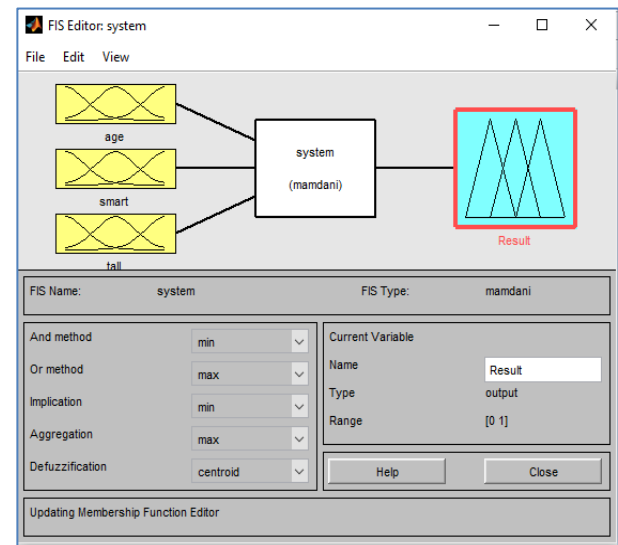 FIS Editor: system
File Edit View
age
smart
tall
system
(mamdani)
Result
FIS Name: system FIS Type: mamdani
And method min
Or method max
Implication min
Aggregation max
Defuzzification centroid
Current Variable
Name Result
Type output
Range [0 1]
Help Close
Updating Membership Function Editor